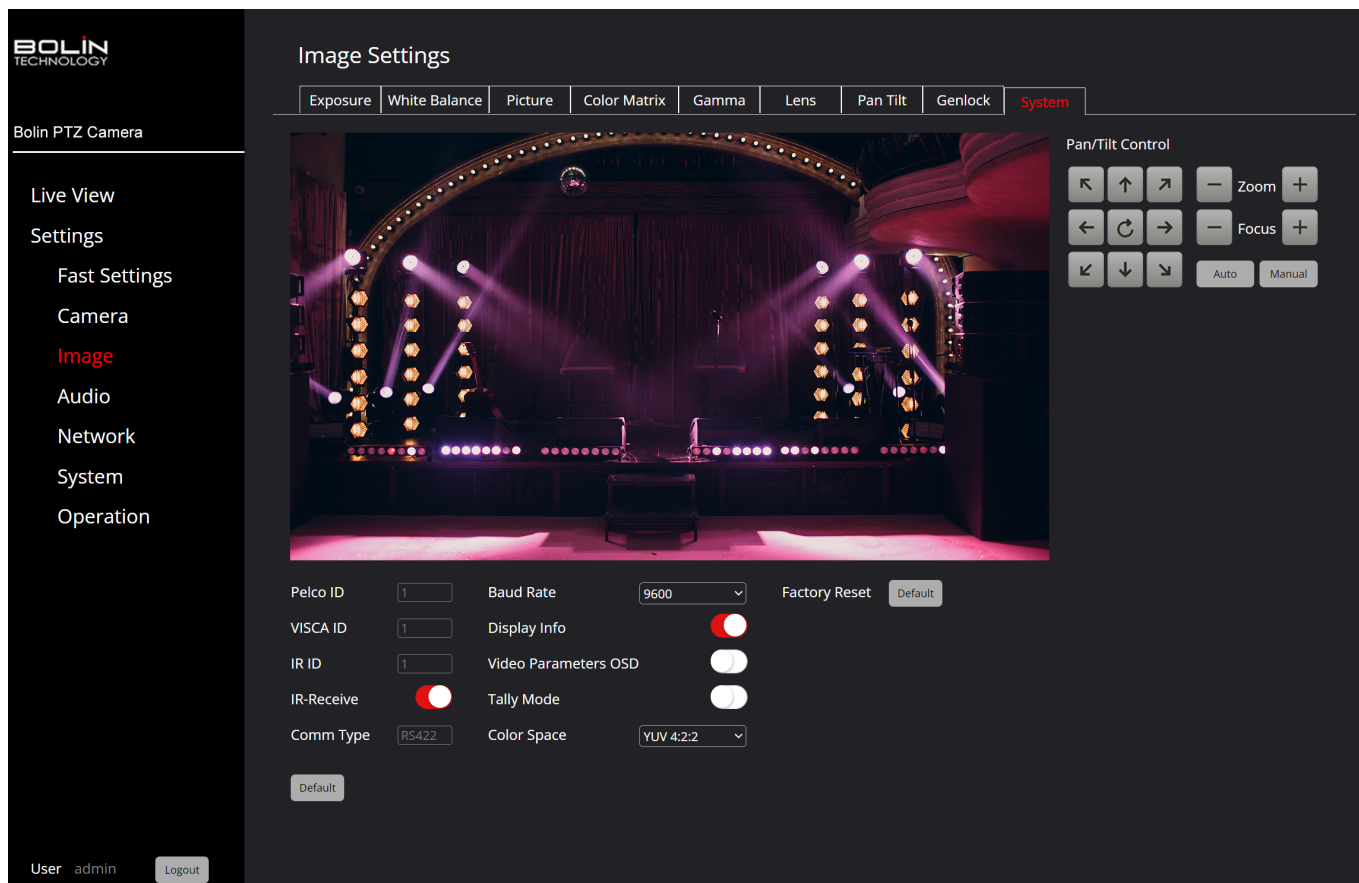 BOLIN
TECHNOLOGY
Bolin PTZ Camera
Live View
Settings
Fast Settings
Camera
Image
Audio
Network
System
Operation
User admin Logout
Image Settings
Exposure White Balance Picture Color Matrix Gamma Lens Pan Tilt Genlock System
Pan/Tilt Control
Zoom
Focus
Auto Manual
Pelco ID 1 Baud Rate 9600 Factory Reset Default
VISCA ID 1 Display Info
IR ID 1 Video Parameters OSD
IR-Receive Tally Mode
Comm Type RS422 Color Space YUV 4:2:2
Default